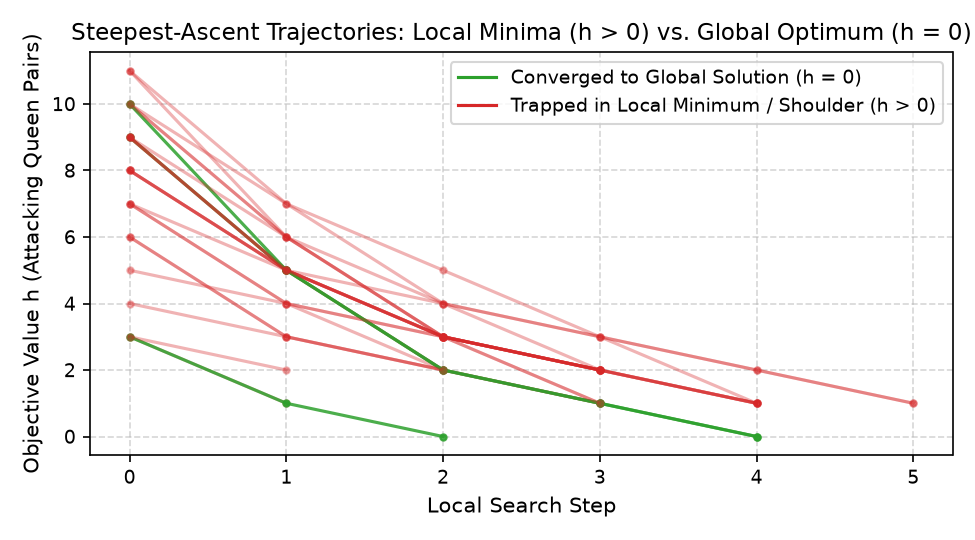 Steepest-Ascent Trajectories: Local Minima (h > 0) vs. Global Optimum (h = 0)
Objective Value h (Attacking Queen Pairs)
Converged to Global Solution (h = 0)
Trapped in Local Minimum / Shoulder (h > 0)
10
8
6
4
2
0
0 1 2 3 4 5
Local Search Step